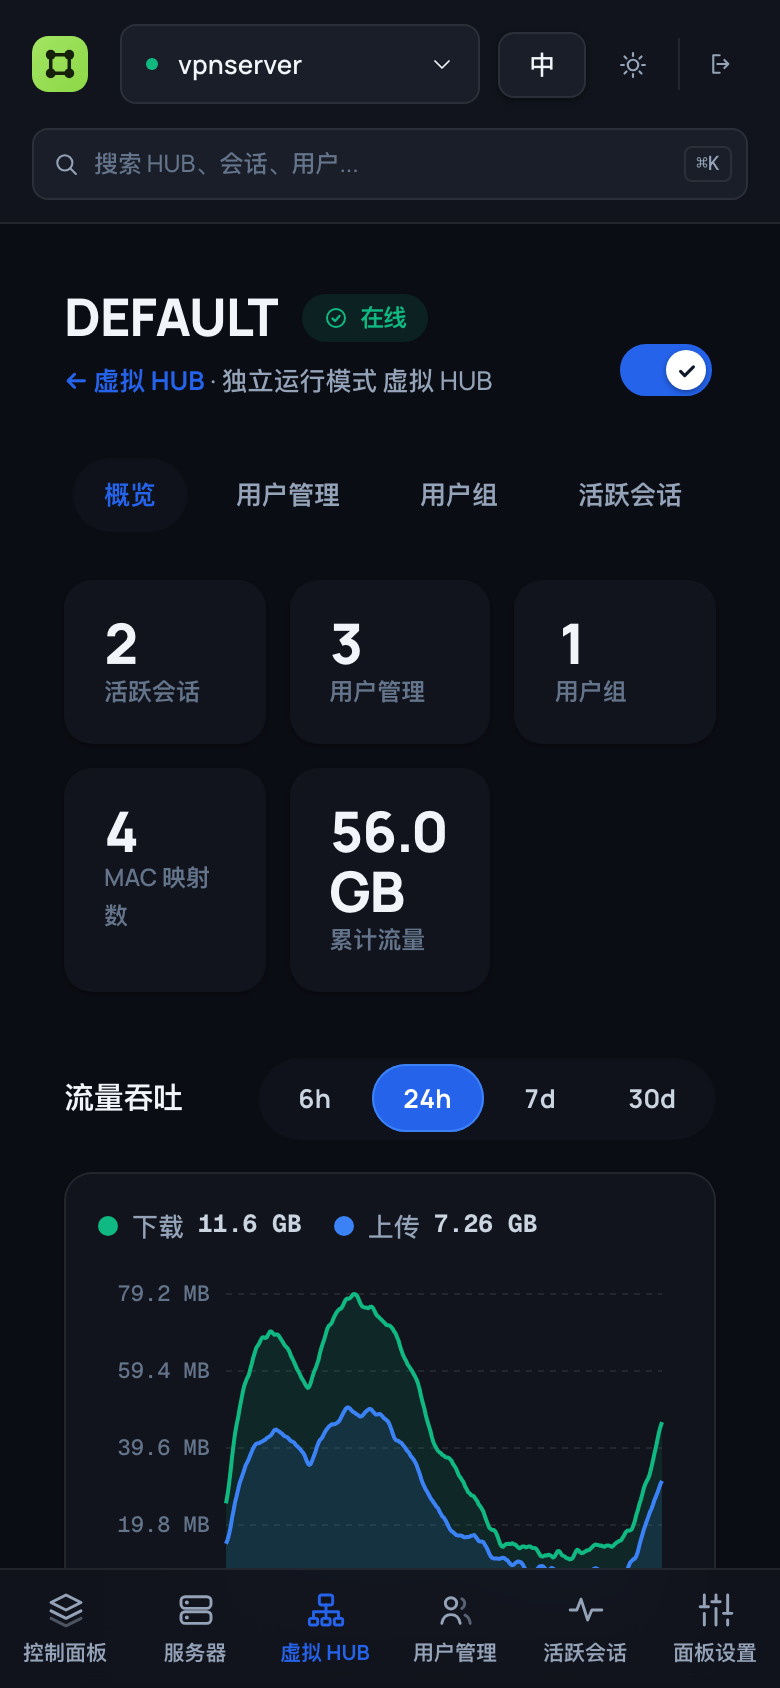 vpnserver
中
搜索 HUB、会话、用户...
⌘K
DEFAULT
在线
← 虚拟 HUB · 独立运行模式 虚拟 HUB
概览
用户管理
用户组
活跃会话
2
活跃会话
3
用户管理
1
用户组
4
MAC 映射
数
56.0
GB
累计流量
流量吞吐
6h
24h
7d
30d
下载 11.6 GB
上传 7.26 GB
79.2 MB
59.4 MB
39.6 MB
19.8 MB
控制面板
服务器
虚拟 HUB
用户管理
活跃会话
面板设置